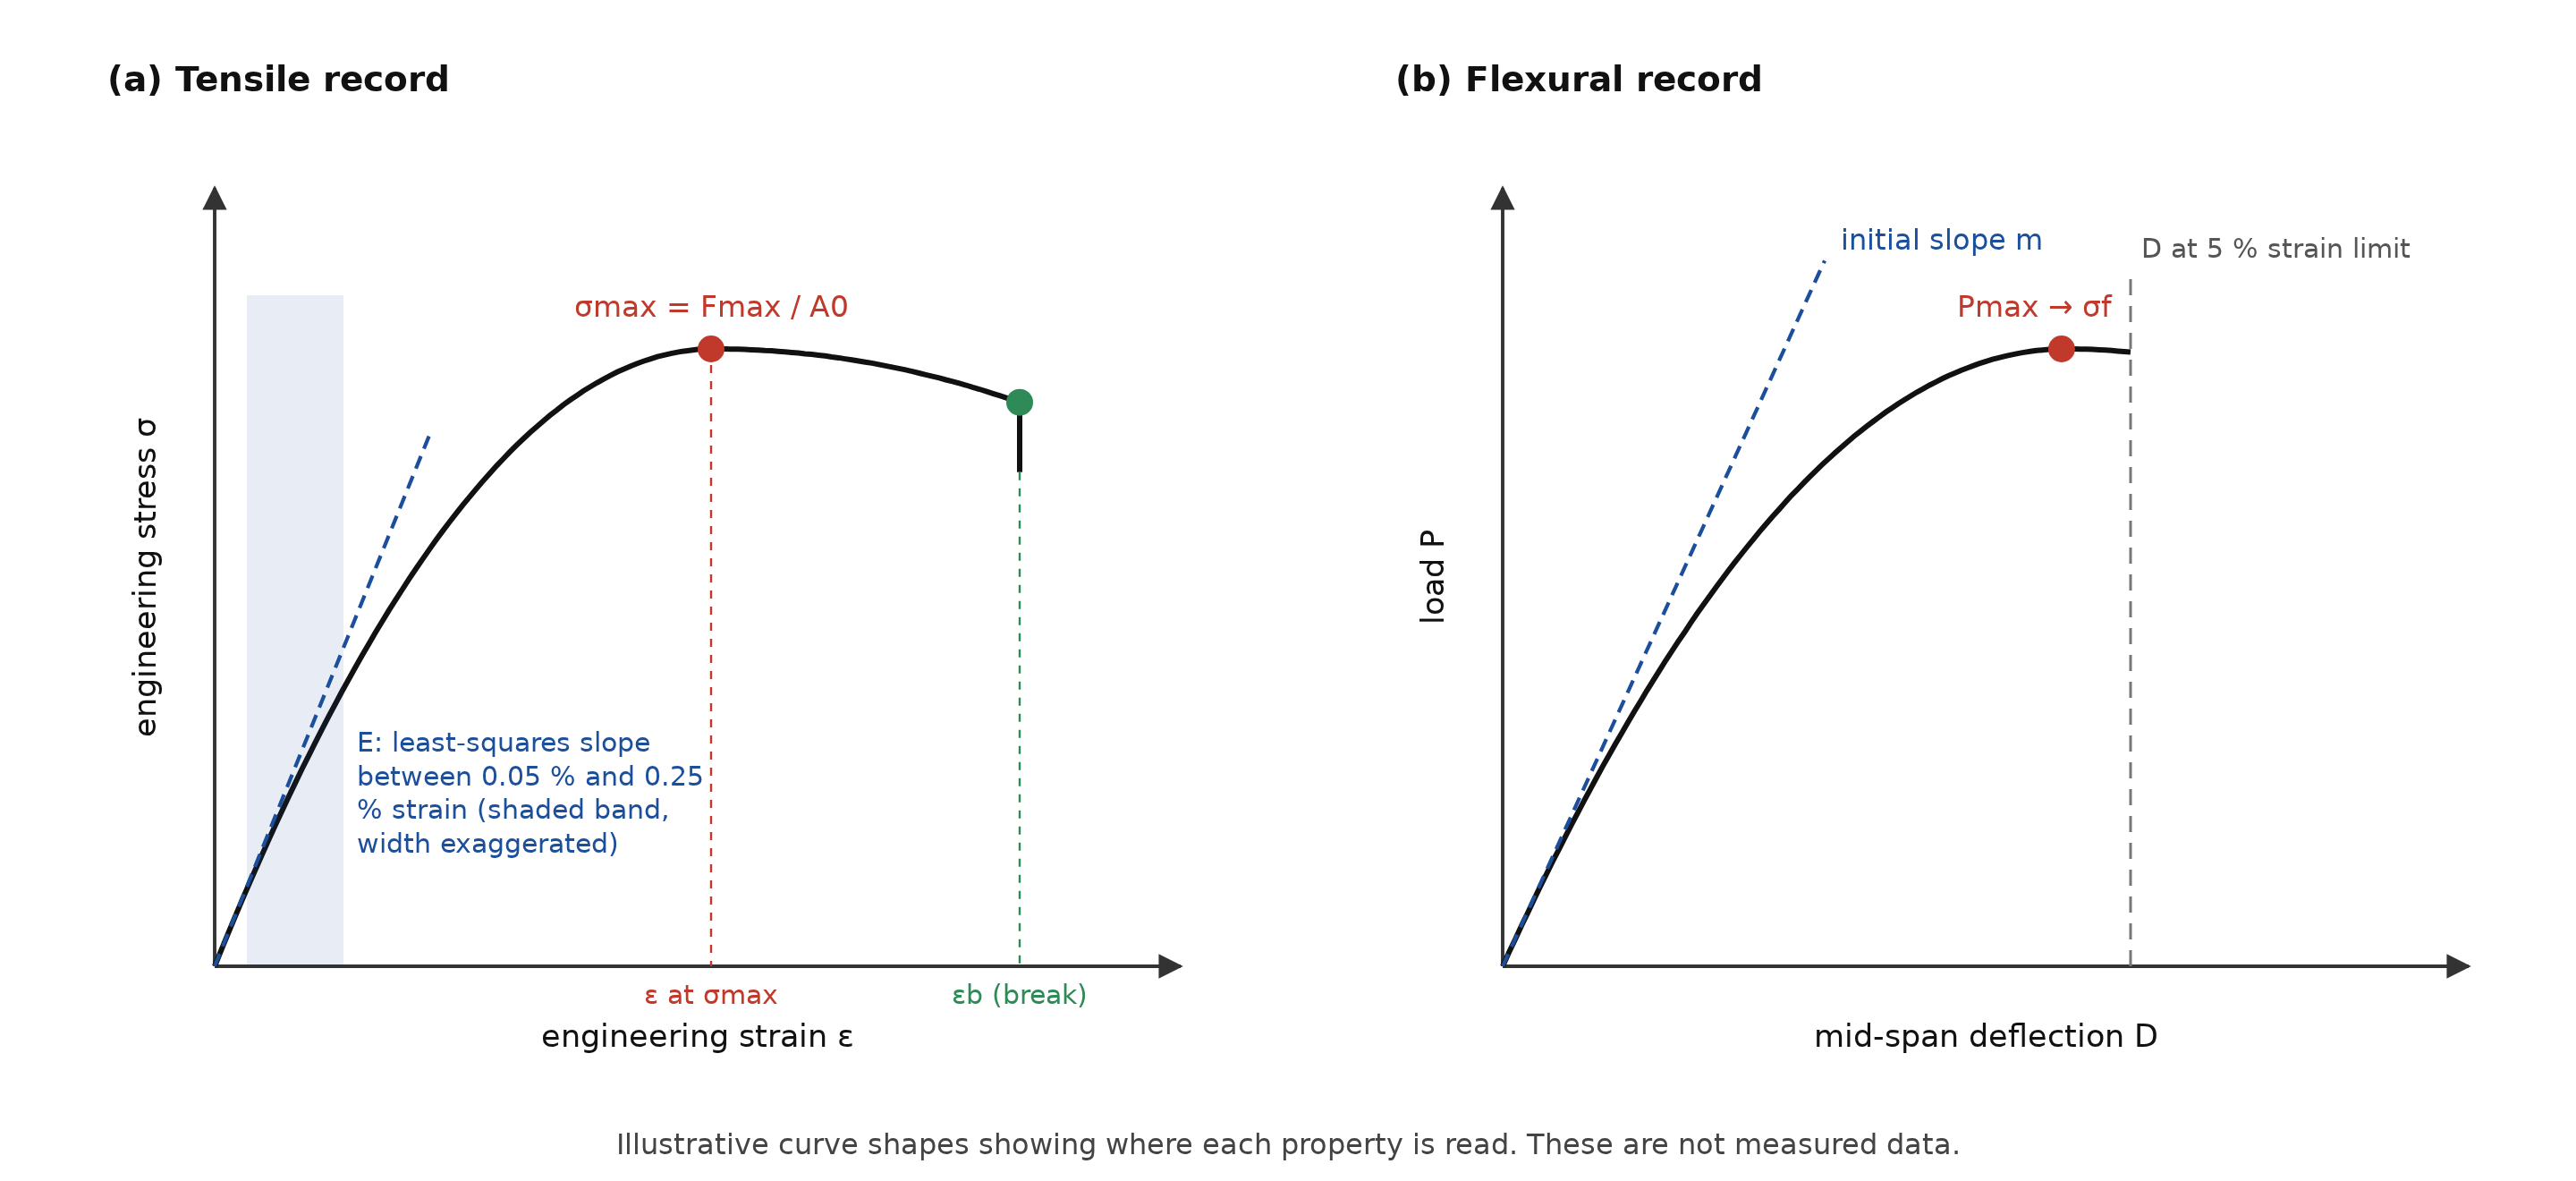 (a) Tensile record
engineering stress σ
σmax = Fmax / A0
E: least-squares slope
between 0.05 % and 0.25
% strain (shaded band,
width exaggerated)
ε at σmax
εb (break)
engineering strain ε
(b) Flexural record
load P
initial slope m
D at 5 % strain limit
Pmax → σf
mid-span deflection D
Illustrative curve shapes showing where each property is read. These are not measured data.